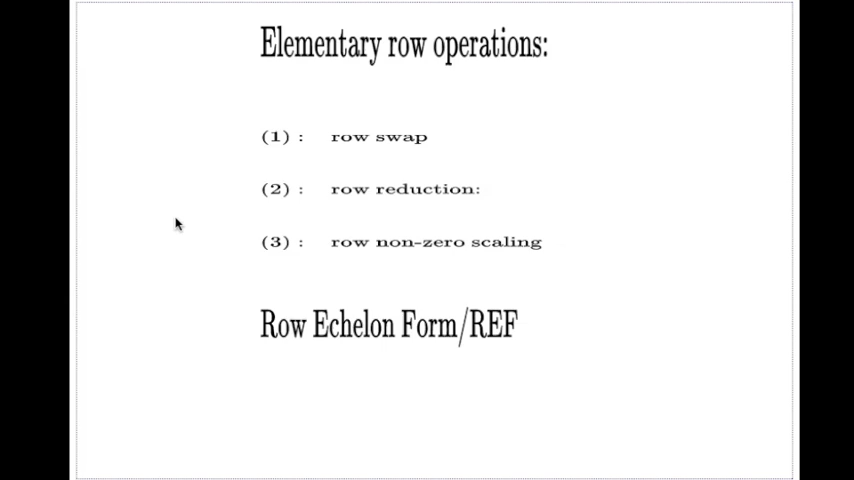 Elementary row operations:
(1) : row swap
(2) : row reduction:
(3) : row non-zero scaling
Row Echelon Form/REF